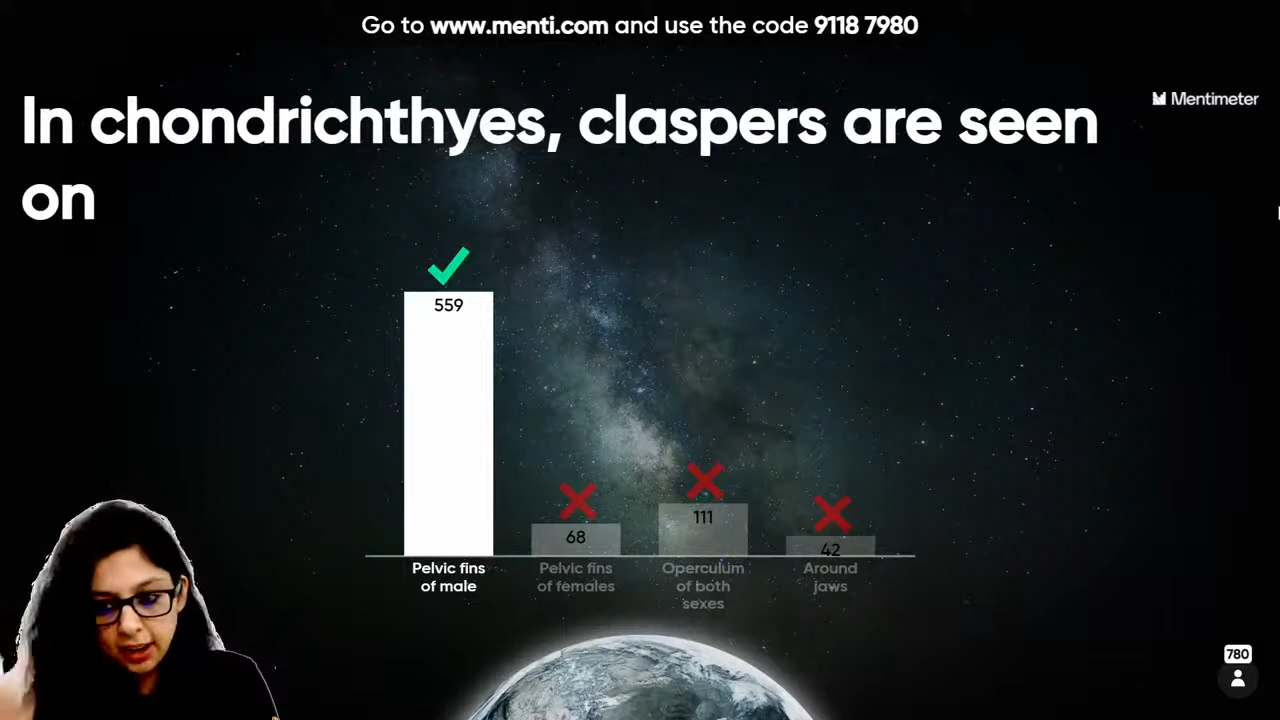 Go to www.menti.com and use the code 9118 7980
Mentimeter
In chondrichthyes, claspers are seen
on
559
68
111
42
Pelvic fins
of male
Pelvic fins
of females
Operculum
of both
sexes
Around
jaws
780